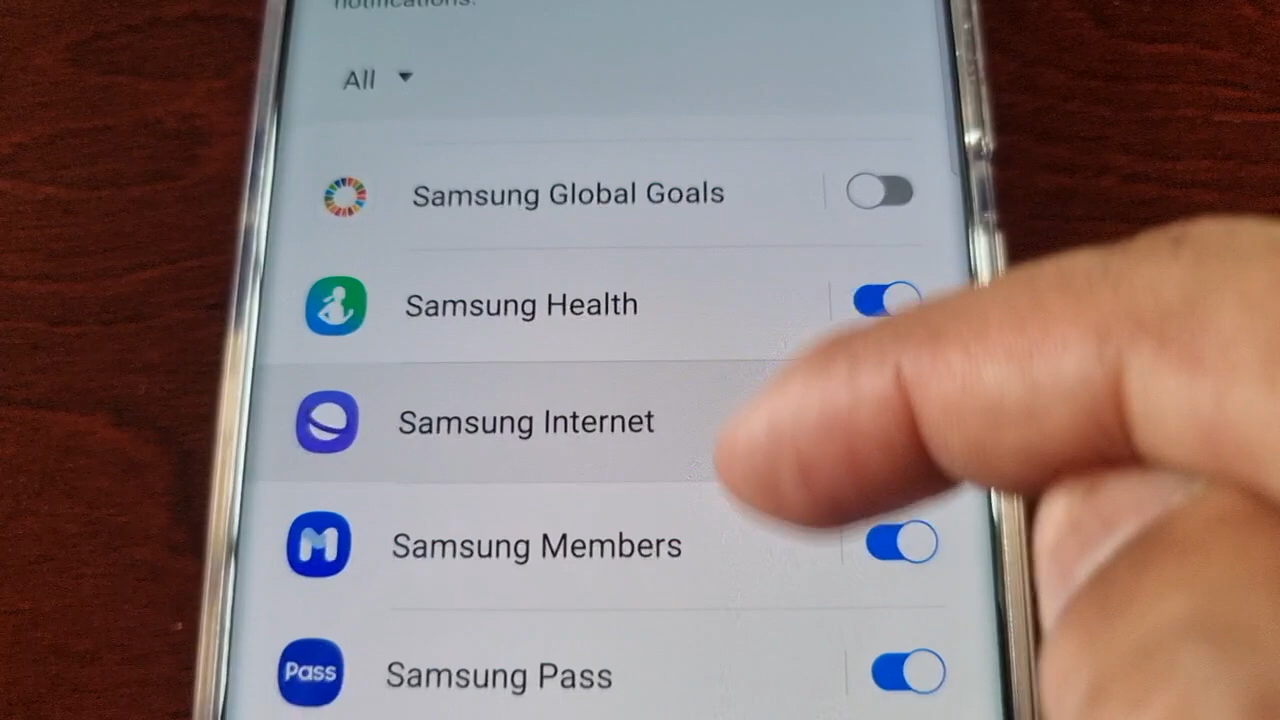 notifications.
All
Samsung Global Goals
Samsung Health
Samsung Internet
Samsung Members
Pass
Samsung Pass